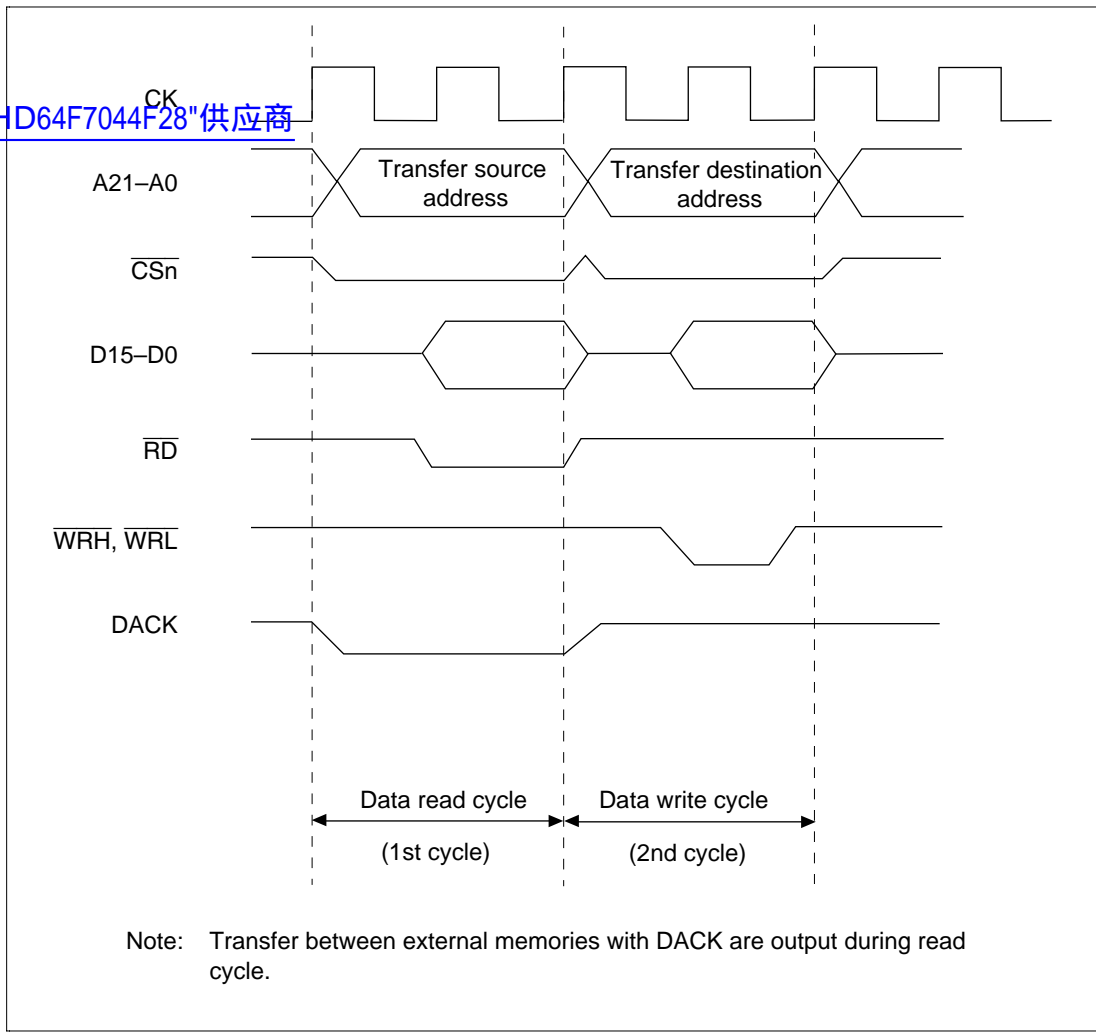 CK
HD64F7044F28"供应商
A21–A0
Transfer source
address
Transfer destination
address
CSn
D15–D0
RD
WRH, WRL
DACK
Data read cycle
Data write cycle
(1st cycle)
(2nd cycle)
Note: Transfer between external memories with DACK are output during read
cycle.